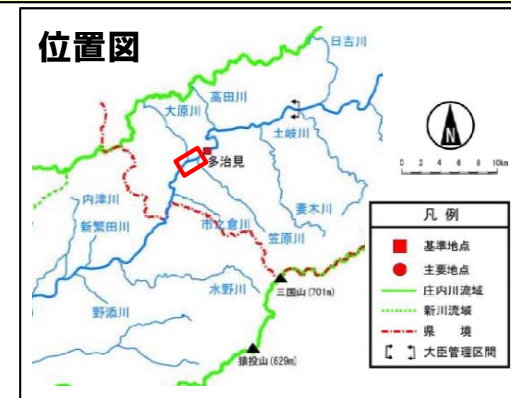 位置図
日吉川
高田川
大原川
土岐川
多治見
内津川
新繁田川
市之倉川
妻木川
笠原川
水野川
三国山(701m)
野添川
猿投山(629m)
N
0 2 4 6 8 10km
凡例
基準地点
主要地点
庄内川流域
新川流域
県境
大臣管理区間